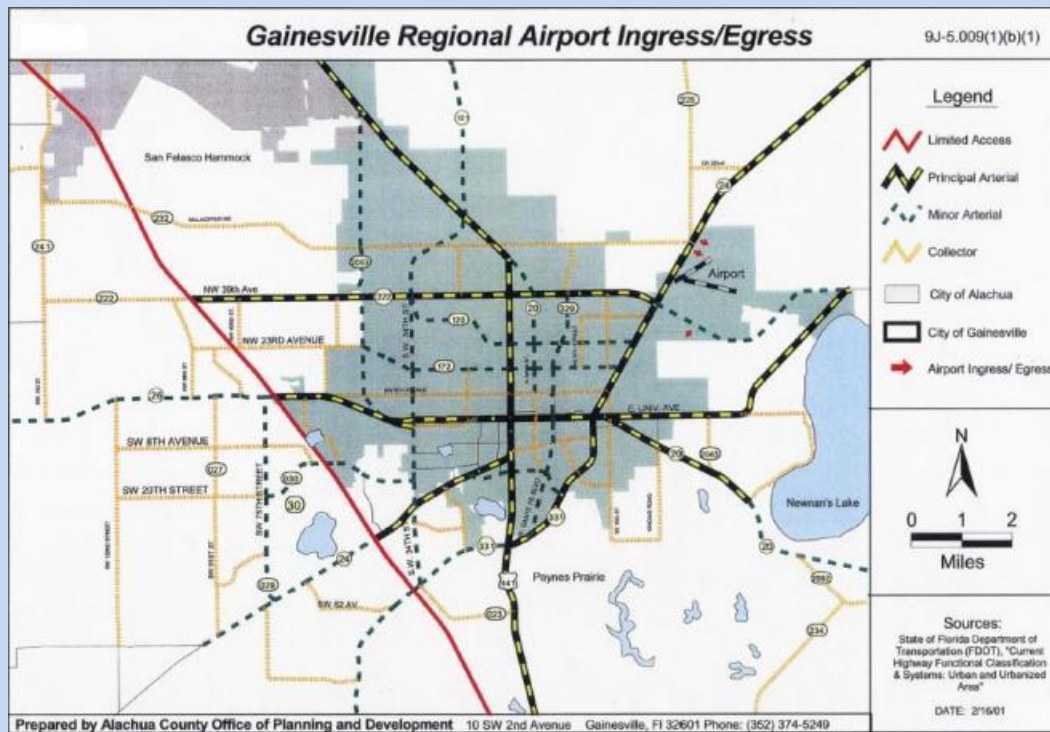 Gainesville Regional Airport Ingress/Egress
9J-5.009(1)(b)(1)
Legend
Limited Access
Principal Arterial
Minor Arterial
Collector
City of Alachua
City of Gainesville
Airport Ingress/ Egress
N
0 1 2
Miles
Sources:
State of Florida Department of
Transportation (FDOT), "Current
Highway Functional Classification
& Systems: Urban and Urbanized
Area"
DATE: 2/16/01
San Felasco Hammock
121
225
24
232
241
222
NW 39th Ave
222
20
329
Airport
120
S.W. 34TH ST
NW 23RD AVENUE
172
26
E. UNIV. AVE
SW 8TH AVENUE
20
SW 20TH STREET
SW 75TH STREET
30
331
Newnan's Lake
24
331
20
Paynes Prairie
441
SW 62 AV.
234
Prepared by Alachua County Office of Planning and Development 10 SW 2nd Avenue Gainesville, Fl 32601 Phone: (352) 374-5249